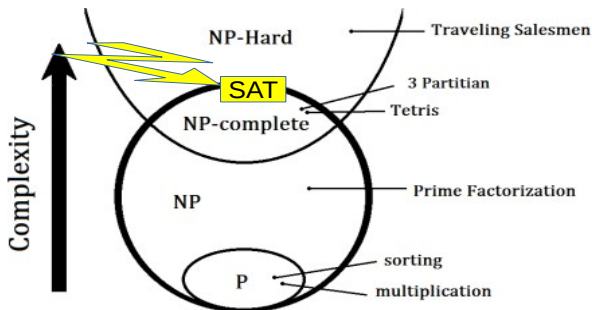 NP-Hard
Traveling Salesmen
SAT
3 Partitian
Tetris
NP-complete
Complexity
NP
Prime Factorization
P
sorting
multiplication